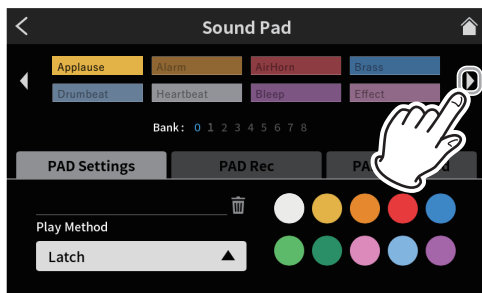 Sound Pad
Applause Alarm AirHorn Brass
Drumbeat Heartbeat Bleep Effect
Bank: 0 1 2 3 4 5 6 7 8
PAD Settings PAD Rec
Play Method
Latch